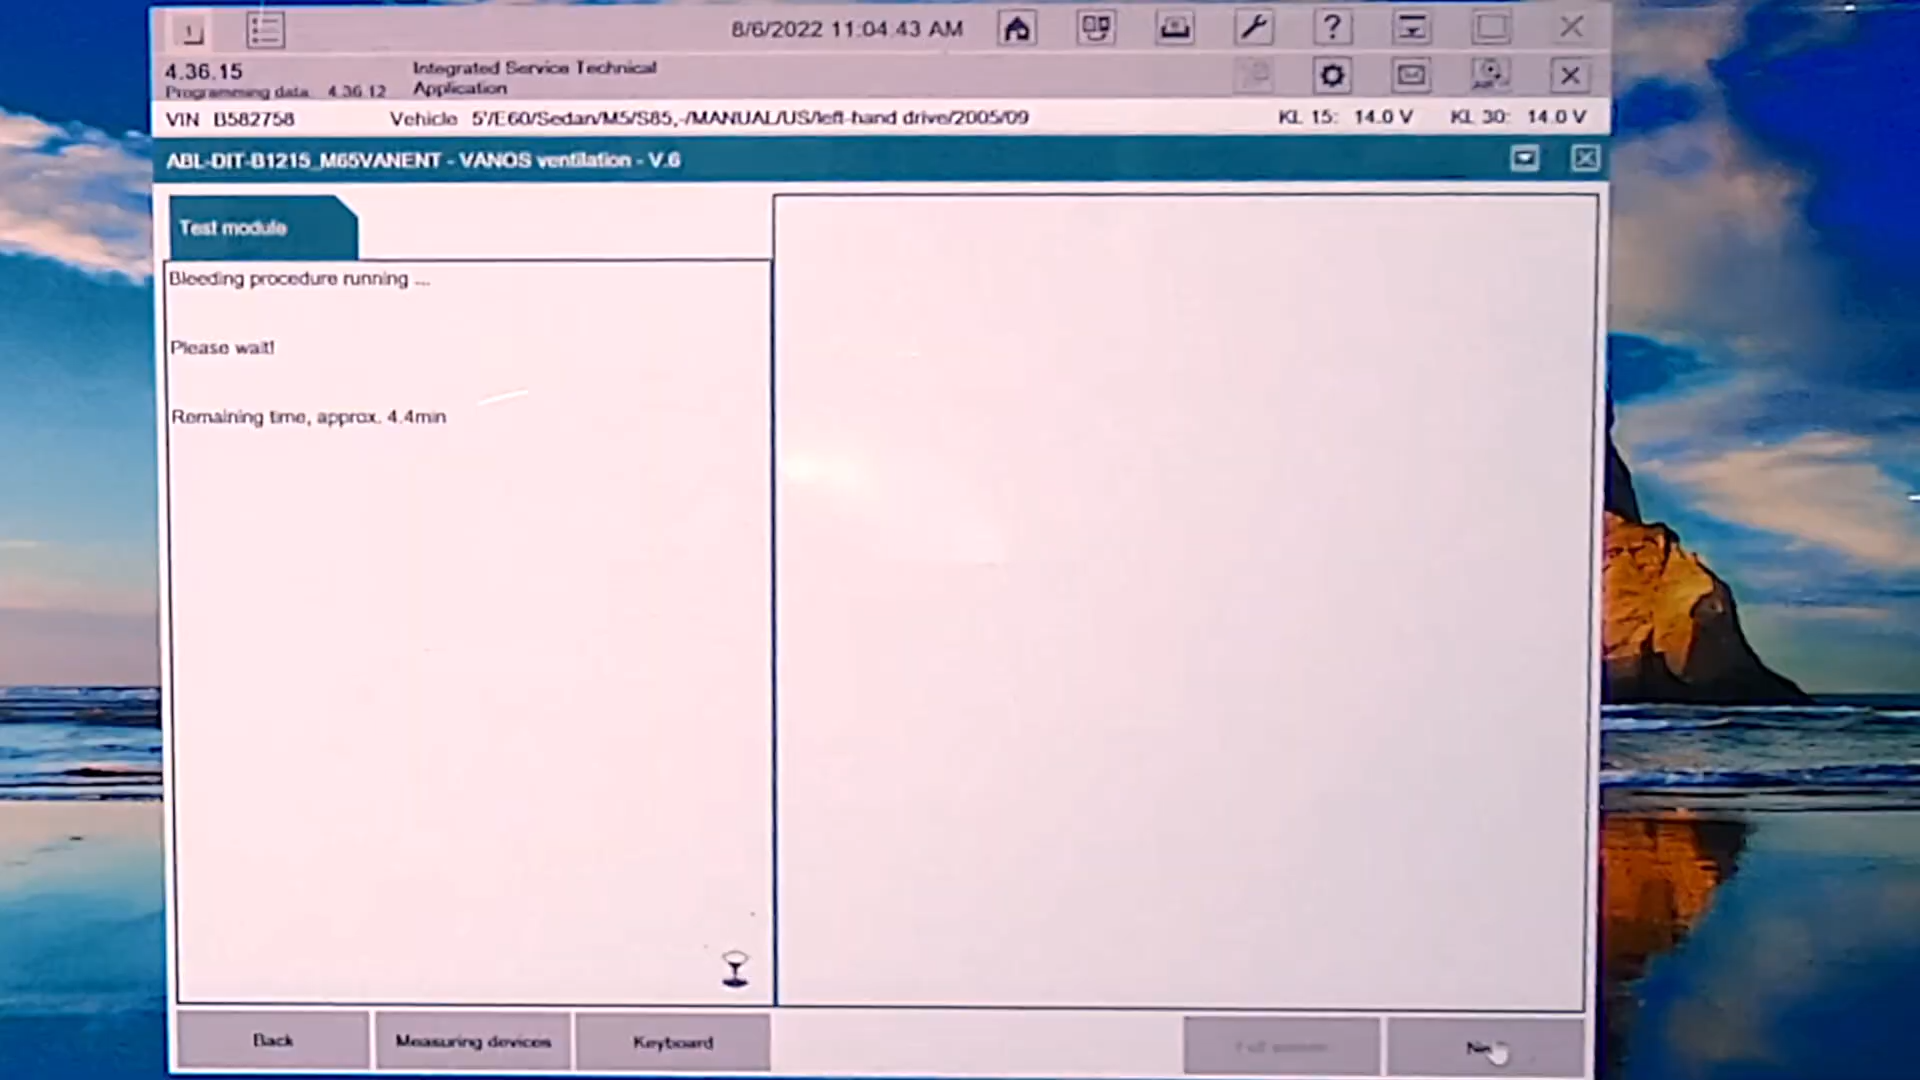 8/6/2022 11:04:43 AM
4.36.15
Integrated Service Technical
Application
Programming data 4.36.12
VIN B582758 Vehicle 5'/E60/Sedan/M5/S85,-/MANUAL/US/left-hand drive/2005/09 KL 15: 14.0 V KL 30: 14.0 V
ABL-DIT-B1215_M65VANENT - VANOS ventilation - V.6
Test module
Bleeding procedure running ...
Please wait!
Remaining time, approx. 4.4min
Back Measuring devices Keyboard